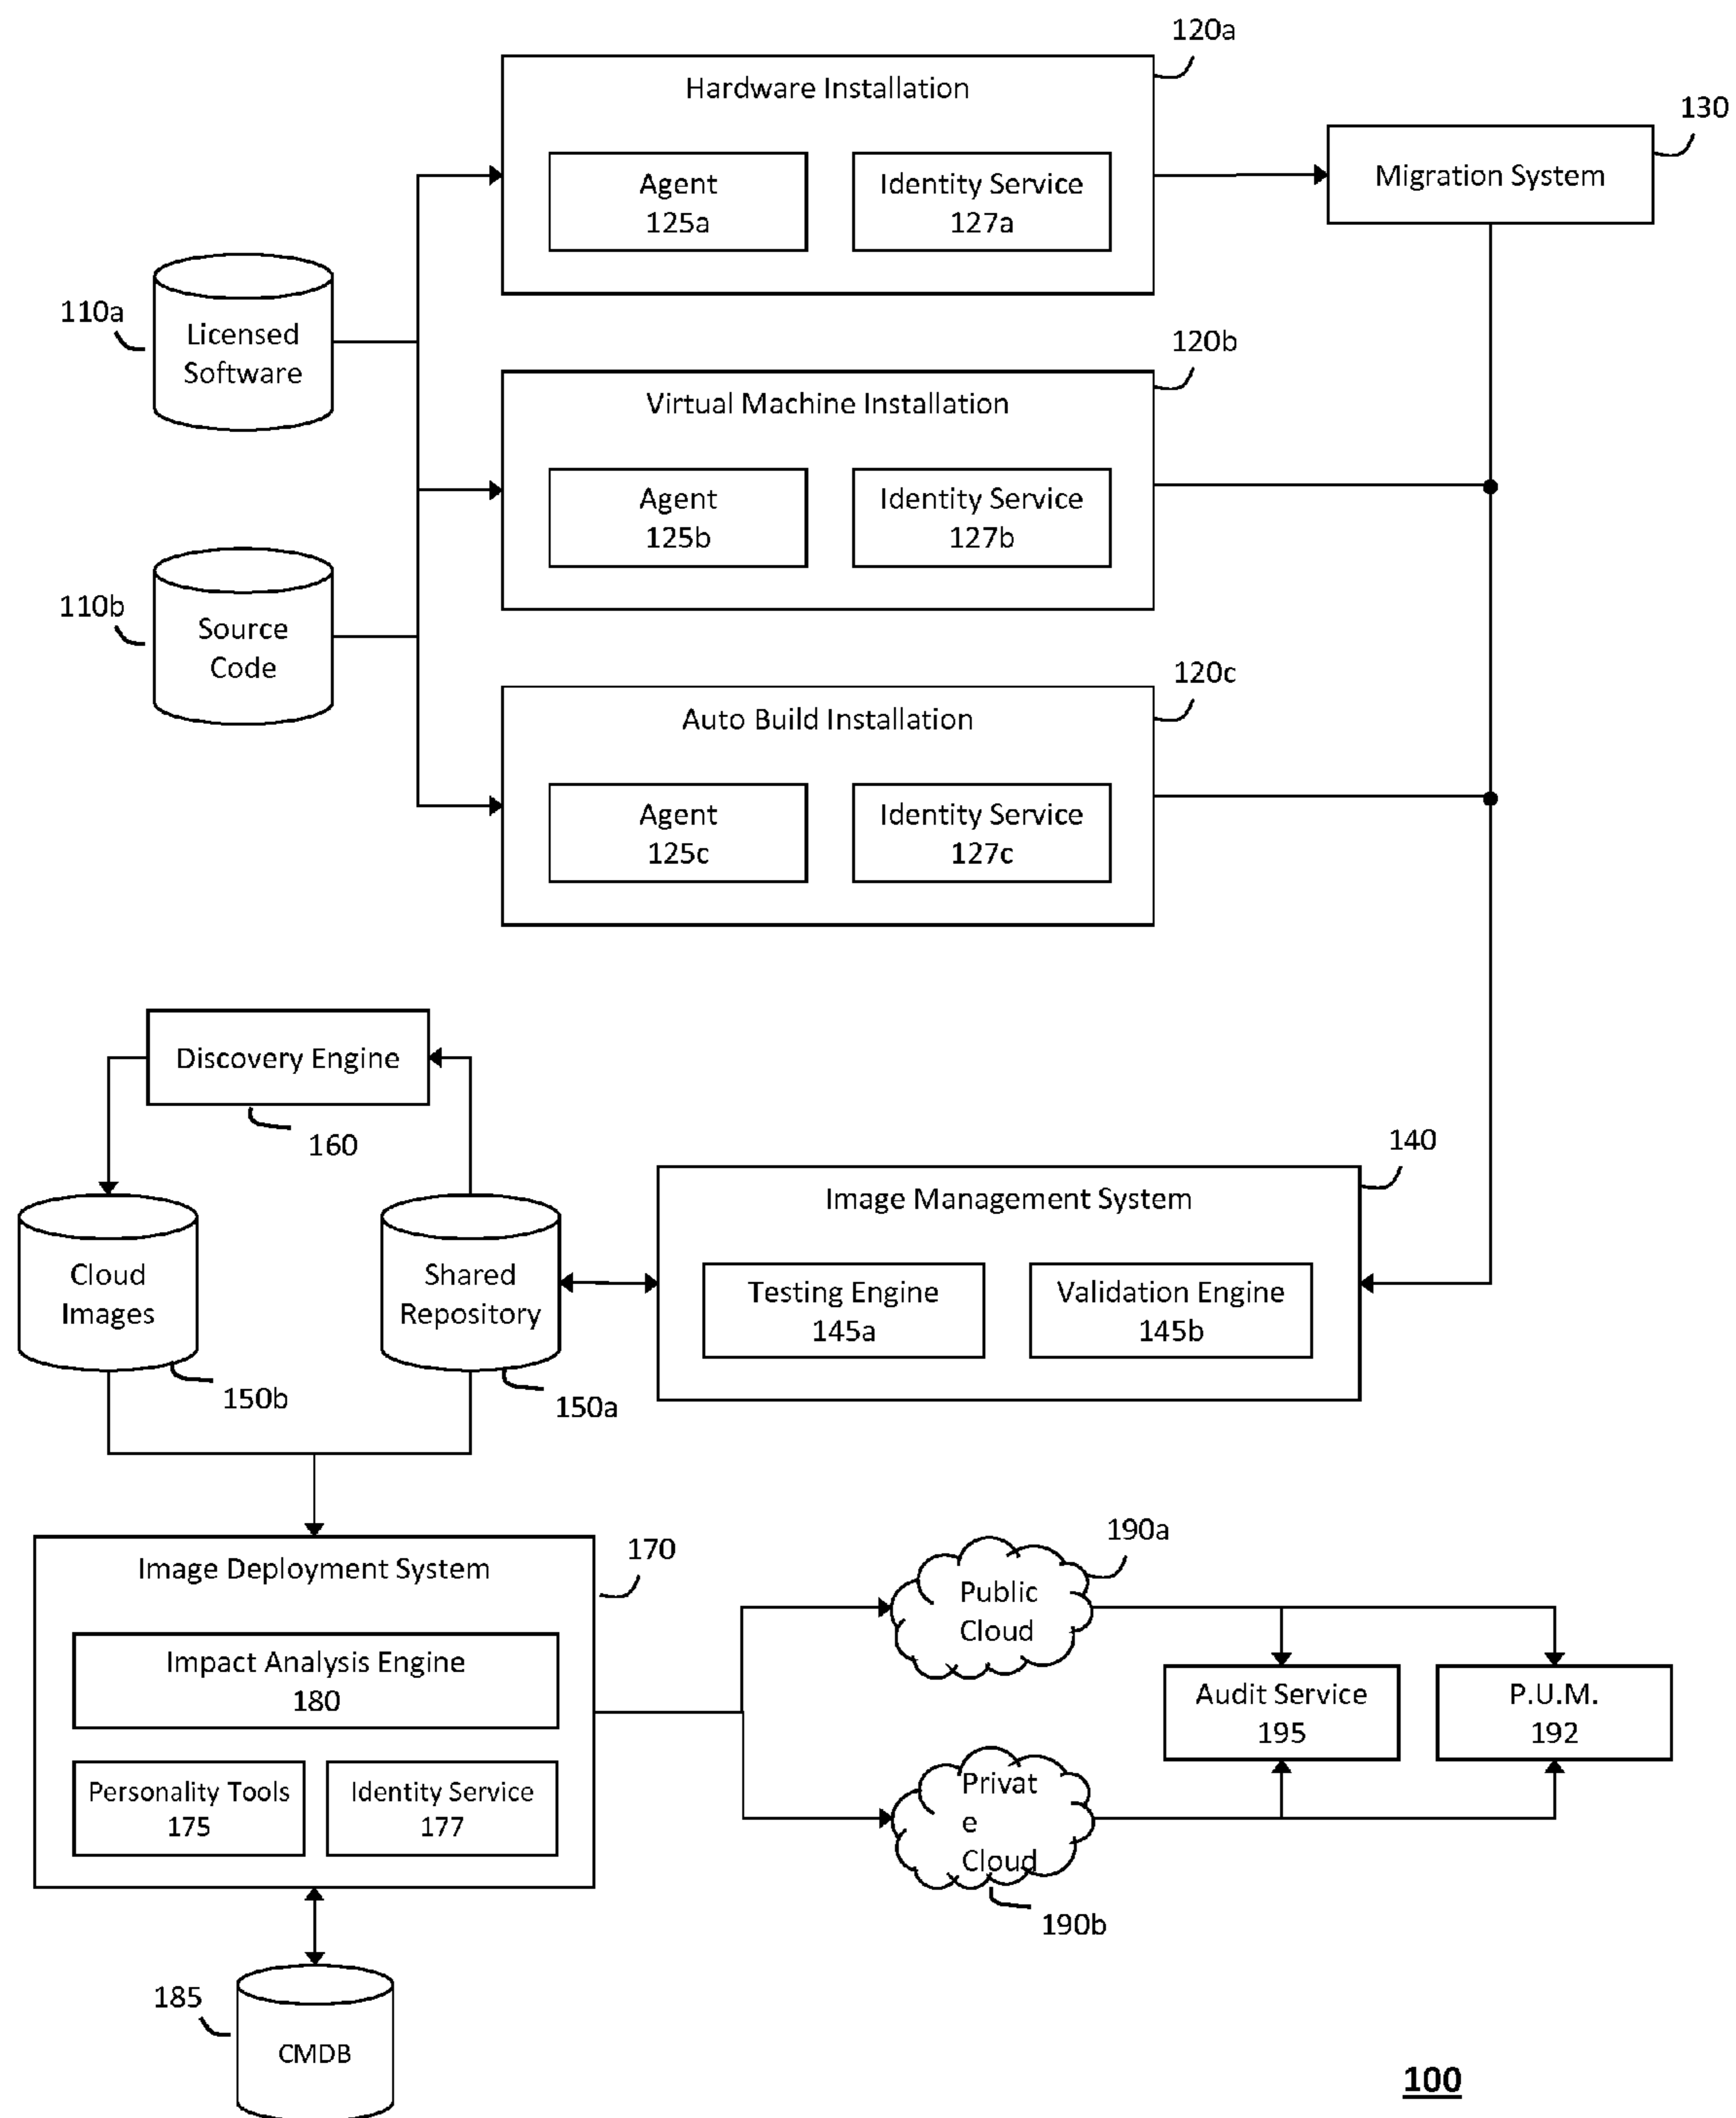 120a
Hardware Installation
130
Migration System
Agent
125a
Identity Service
127a
110a
Licensed
Software
120b
Virtual Machine Installation
Agent
125b
Identity Service
127b
110b
Source
Code
120c
Auto Build Installation
Agent
125c
Identity Service
127c
Discovery Engine
160
140
Image Management System
Cloud
Images
Shared
Repository
Testing Engine
145a
Validation Engine
145b
150b
150a
Image Deployment System
170
190a
Public
Cloud
Impact Analysis Engine
180
Audit Service
195
P.U.M.
192
Personality Tools
175
Identity Service
177
Privat
e
Cloud
190b
185
CMDB
100